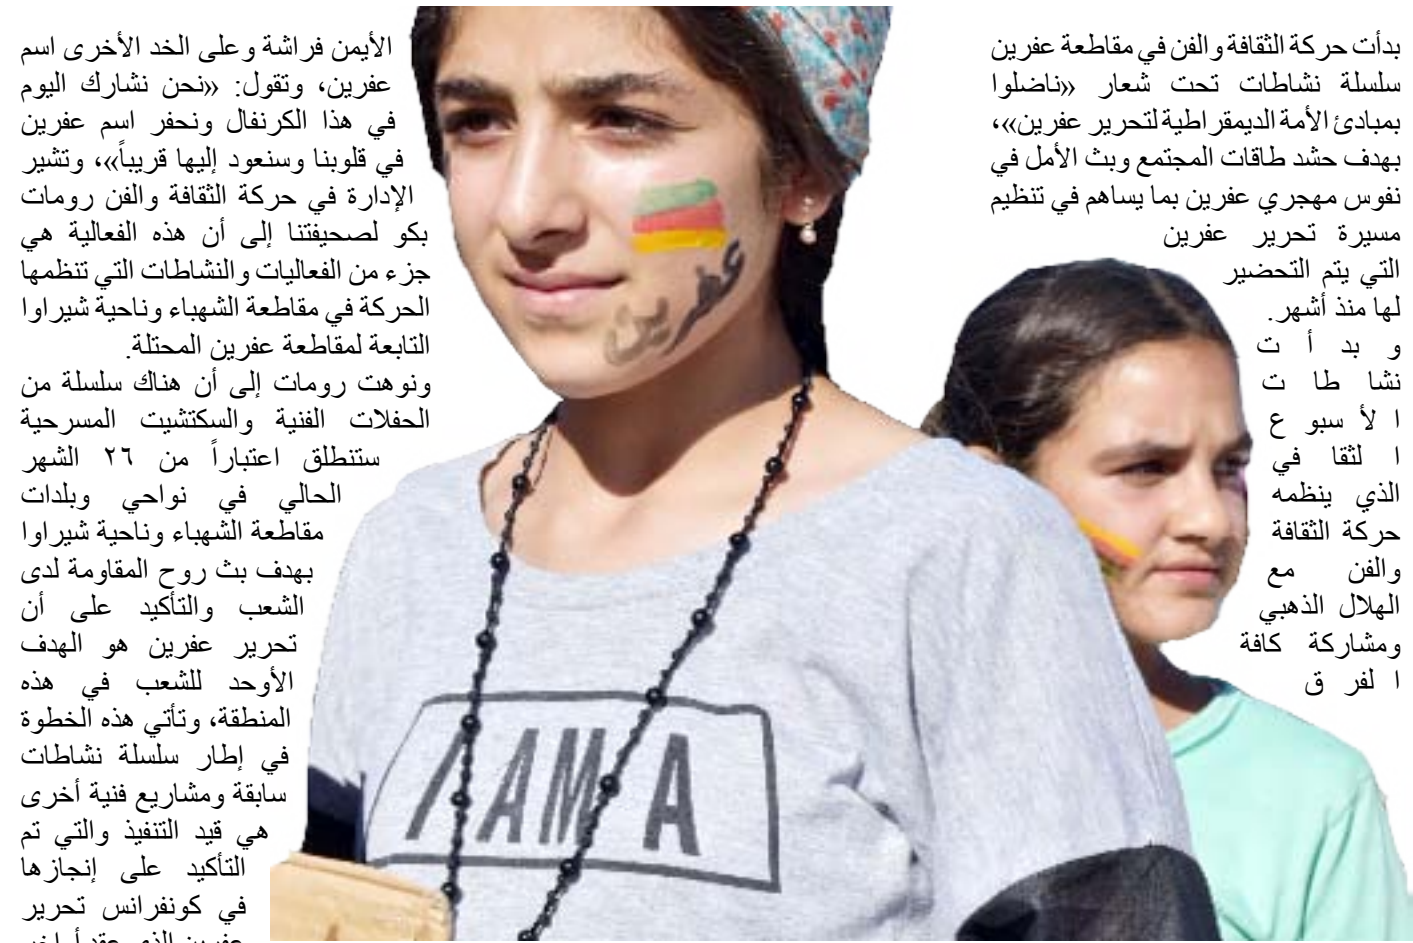 بدأت حركة الثقافة والفن في مقاطعة عفرين
سلسلة نشاطات تحت شعار «ناضلوا
بمبادئ الأمة الديمقراطية لتحرير عفرين»،
بهدف حشد طاقات المجتمع وبث الأمل في
نفوس مهجري عفرين بما يساهم في تنظيم
مسيرة تحرير عفرين
التي يتم التحضير
لها منذ أشهر.
وبدأت
نشاطات
الأسبوع
الثقافي
الذي ينظمه
حركة الثقافة
والفن مع
الهلال الذهبي
ومشاركة كافة
الفرق
الأيمن فراشة وعلى الخد الأخرى اسم
عفرين، وتقول: «نحن نشارك اليوم
في هذا الكرنفال ونحفر اسم عفرين
في قلوبنا وسنعود إليها قريباً»، وتشير
الإدارة في حركة الثقافة والفن رومات
بكو لصحيفتنا إلى أن هذه الفعالية هي
جزء من الفعاليات والنشاطات التي تنظمها
الحركة في مقاطعة الشهباء وناحية شيراوا
التابعة لمقاطعة عفرين المحتلة.
ونوهت رومات إلى أن هناك سلسلة من
الحفلات الفنية والسكتشيت المسرحية
ستنطلق اعتباراً من ٢٦ الشهر
الحالي في نواحي وبلدات
مقاطعة الشهباء وناحية شيراوا
بهدف بث روح المقاومة لدى
الشعب والتأكيد على أن
تحرير عفرين هو الهدف
الأوحد للشعب في هذه
المنطقة، وتأتي هذه الخطوة
في إطار سلسلة نشاطات
سابقة ومشاريع فنية أخرى
هي قيد التنفيذ والتي تم
التأكيد على إنجازها
في كونفرانس تحرير
عفرين
I AM A